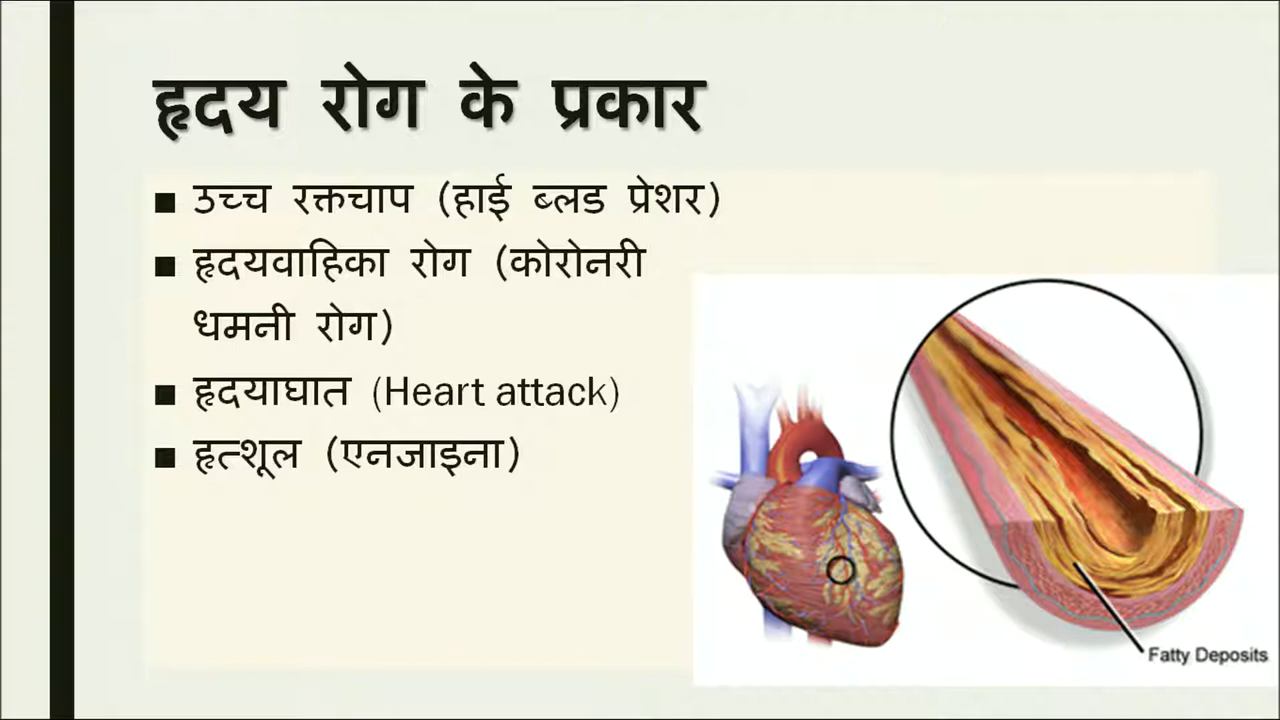 हृदय रोग के प्रकार
■ उच्च रक्तचाप (हाई ब्लड प्रेशर)
■ हृदयवाहिका रोग (कोरोनरी
धमनी रोग)
■ हृदयाघात (Heart attack)
■ हृत्शूल (एनजाइना)
Fatty Deposits